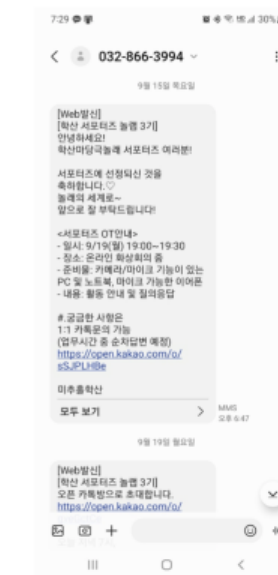 7:29
30%
032-866-3994
9월 15일 목요일
[Web발신]
[학산 서포터즈 놀랩 3기]
안녕하세요!
학산마당극놀래 서포터즈 여러분!
서포터즈에 선정되신 것을
축하합니다.♡
놀래의 세계로~
앞으로 잘 부탁드립니다!
<서포터즈 OT안내>
- 일시: 9/19(월) 19:00~19:30
- 장소: 온라인 화상회의 줌
- 준비물: 카메라/마이크 기능이 있는
PC 및 노트북, 마이크 가능한 이어폰
- 내용: 활동 안내 및 질의응답
#.궁금한 사항은
1:1 카톡문의 가능
(업무시간 중 순차답변 예정)
https://open.kakao.com/o/
sSJPLHBe
미추홀학산
모두 보기
MMS
오후 6:47
9월 19일 월요일
[Web발신]
[학산 서포터즈 놀랩 3기]
오픈 카톡방으로 초대합니다.
https://open.kakao.com/o/